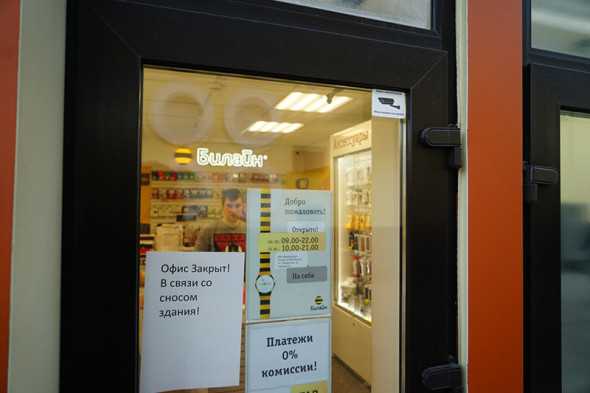 Аксессуары
Билайн
Добро
пожаловать!
Открыто!
09.00-22.00
10.00-21.00
На себя
Билайн
Офис Закрыт!
В связи со
сносом
здания!
Платежи
0%
комиссии!